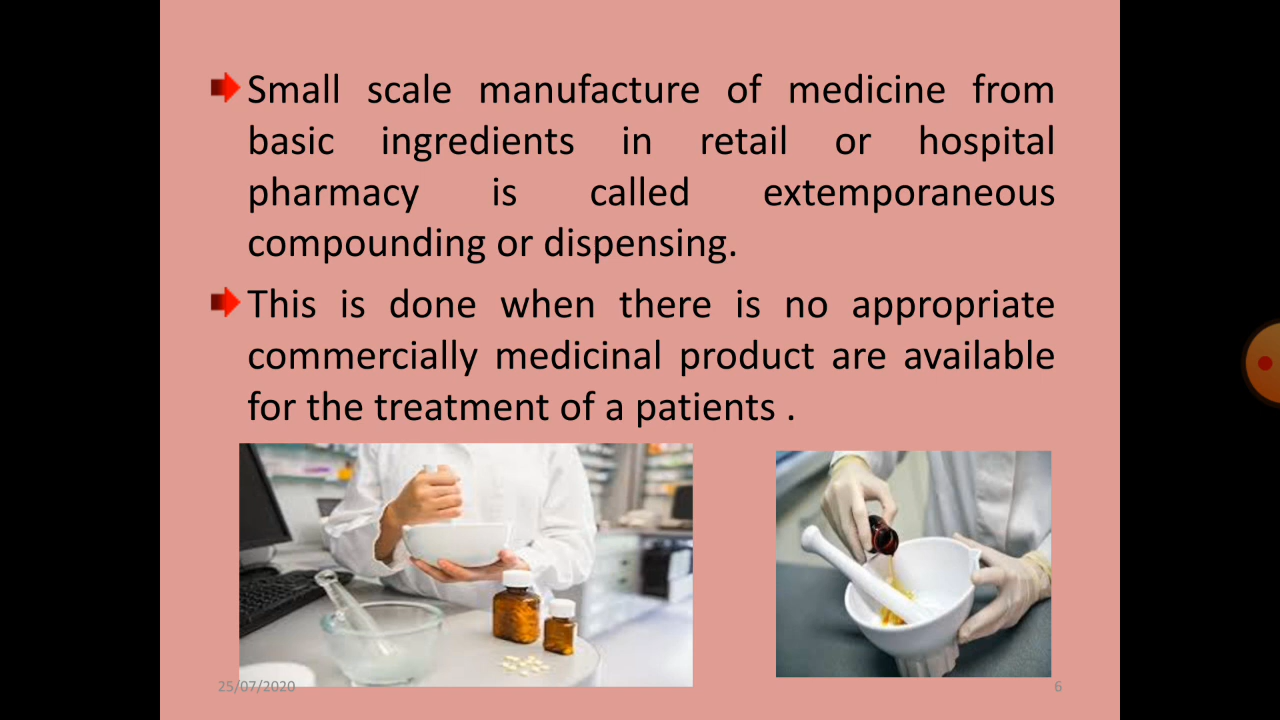 Small scale manufacture of medicine from
basic ingredients in retail or hospital
pharmacy is called extemporaneous
compounding or dispensing.
This is done when there is no appropriate
commercially medicinal product are available
for the treatment of a patients .
25/07/2020
6